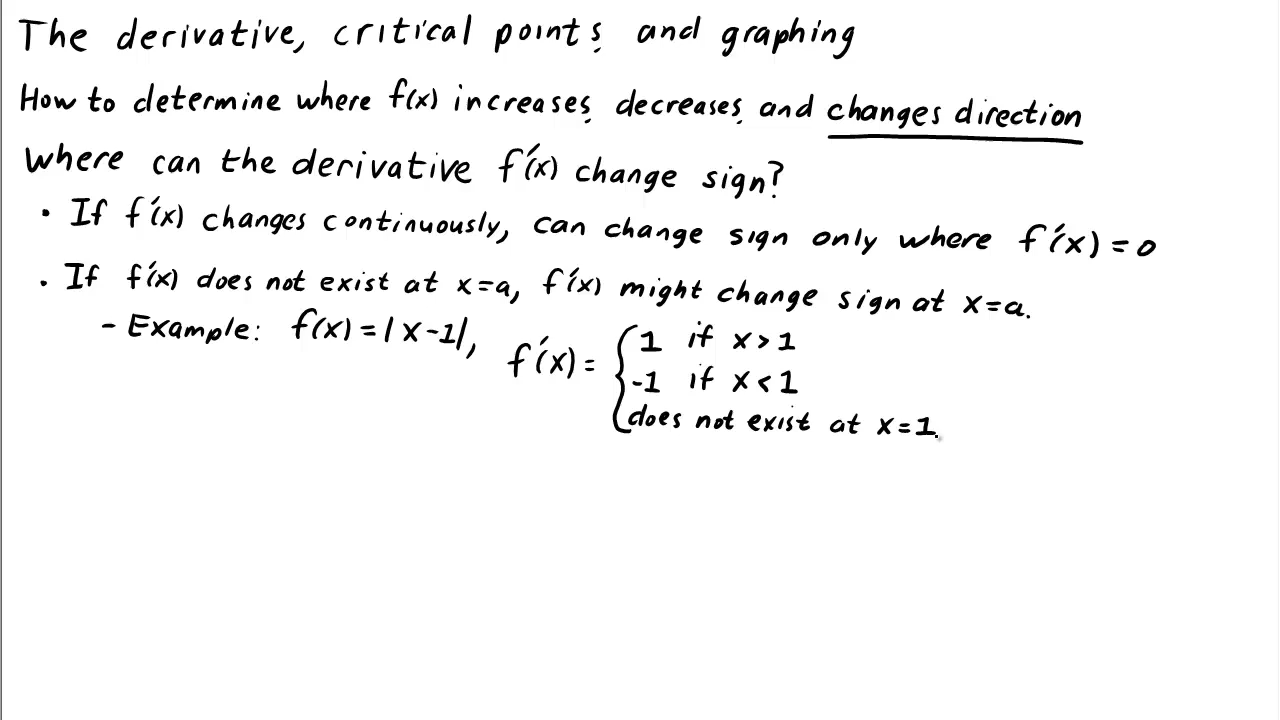 The derivative, critical points, and graphing
How to determine where f(x) increases, decreases, and changes direction
Where can the derivative f′(x) change sign?
• If f′(x) changes continuously, can change sign only where f′(x) = 0
• If f′(x) does not exist at x=a, f′(x) might change sign at x=a.
- Example: f(x) = |x-1|, f′(x) = { 1 if x > 1
-1 if x < 1
does not exist at x=1.